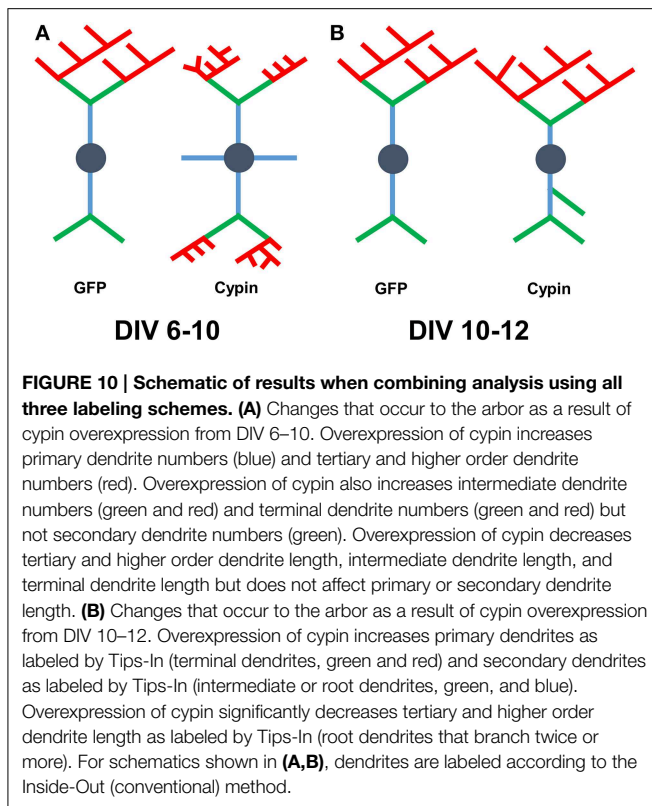 A
B
GFP
Cypin
GFP
Cypin
DIV 6-10
DIV 10-12
FIGURE 10 | Schematic of results when combining analysis using all
three labeling schemes. (A) Changes that occur to the arbor as a result of
cypin overexpression from DIV 6–10. Overexpression of cypin increases
primary dendrite numbers (blue) and tertiary and higher order dendrite
numbers (red). Overexpression of cypin also increases intermediate dendrite
numbers (green and red) and terminal dendrite numbers (green and red) but
not secondary dendrite numbers (green). Overexpression of cypin decreases
tertiary and higher order dendrite length, intermediate dendrite length, and
terminal dendrite length but does not affect primary or secondary dendrite
length. (B) Changes that occur to the arbor as a result of cypin overexpression
from DIV 10–12. Overexpression of cypin increases primary dendrites as
labeled by Tips-In (terminal dendrites, green and red) and secondary dendrites
as labeled by Tips-In (intermediate or root dendrites, green, and blue).
Overexpression of cypin significantly decreases tertiary and higher order
dendrite length as labeled by Tips-In (root dendrites that branch twice or
more). For schematics shown in (A,B), dendrites are labeled according to the
Inside-Out (conventional) method.